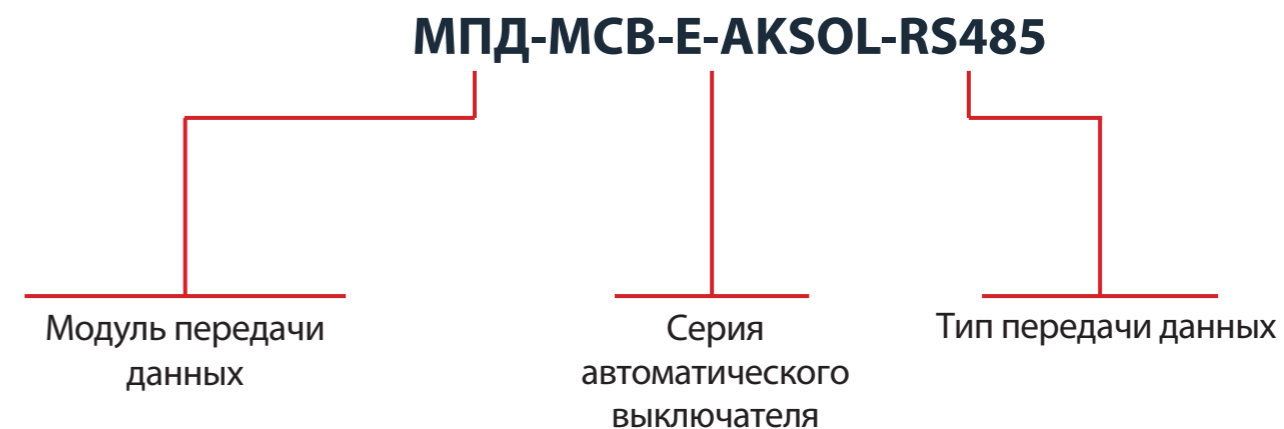 МПД-MCB-E-AKSOL-RS485
Модуль передачи
данных
Серия
автоматического
выключателя
Тип передачи данных